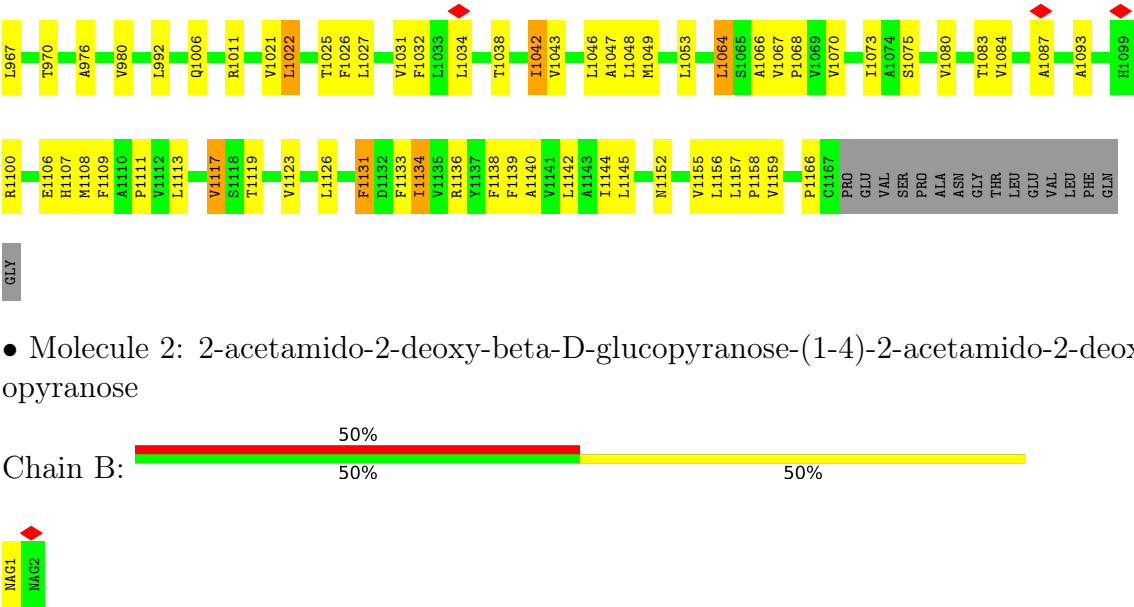 L967 T970 A976 V980 L992 Q1006 R1011 V1021 L1022 T1025 F1026 L1027 V1031 F1032 L1033 L1034 T1038 I1042 V1043 L1046 A1047 L1048 M1049 L1053 L1064 S1065 A1066 V1067 P1068 V1069 V1070 I1073 A1074 S1075 V1080 T1083 V1084 A1087 A1093 H1099
R1100 E1106 H1107 M1108 F1109 A1110 P1111 V1112 L1113 V1117 S1118 T1119 V1123 L1126 F1131 D1132 F1133 I1134 V1135 R1136 Y1137 F1138 F1139 A1140 V1141 L1142 A1143 I1144 L1145 N1152 V1155 L1156 L1157 P1158 V1159 P1166 C1167 PRO GLU VAL SER PRO ALA ASN GLY THR LEU GLU VAL LEU PHE GLN
GLY
• Molecule 2: 2-acetamido-2-deoxy-beta-D-glucopyranose-(1-4)-2-acetamido-2-deox
opyranose
50%
Chain B:
50% 50%
NAG1 NAG2